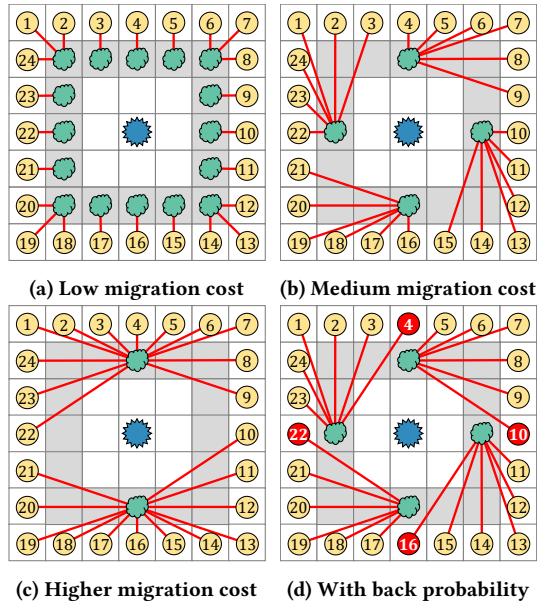 1 2 3 4 5 6 7 1 2 3 4 5 6 7
24 8 24 8
23 9 23 9
22 10 22 10
21 11 21 11
20 12 20 12
19 18 17 16 15 14 13 19 18 17 16 15 14 13
(a) Low migration cost (b) Medium migration cost
1 2 3 4 5 6 7 1 2 3 4 5 6 7
24 8 24 8
23 9 23 9
22 10 22 10
21 11 21 11
20 12 20 12
19 18 17 16 15 14 13 19 18 17 16 15 14 13
(c) Higher migration cost (d) With back probability